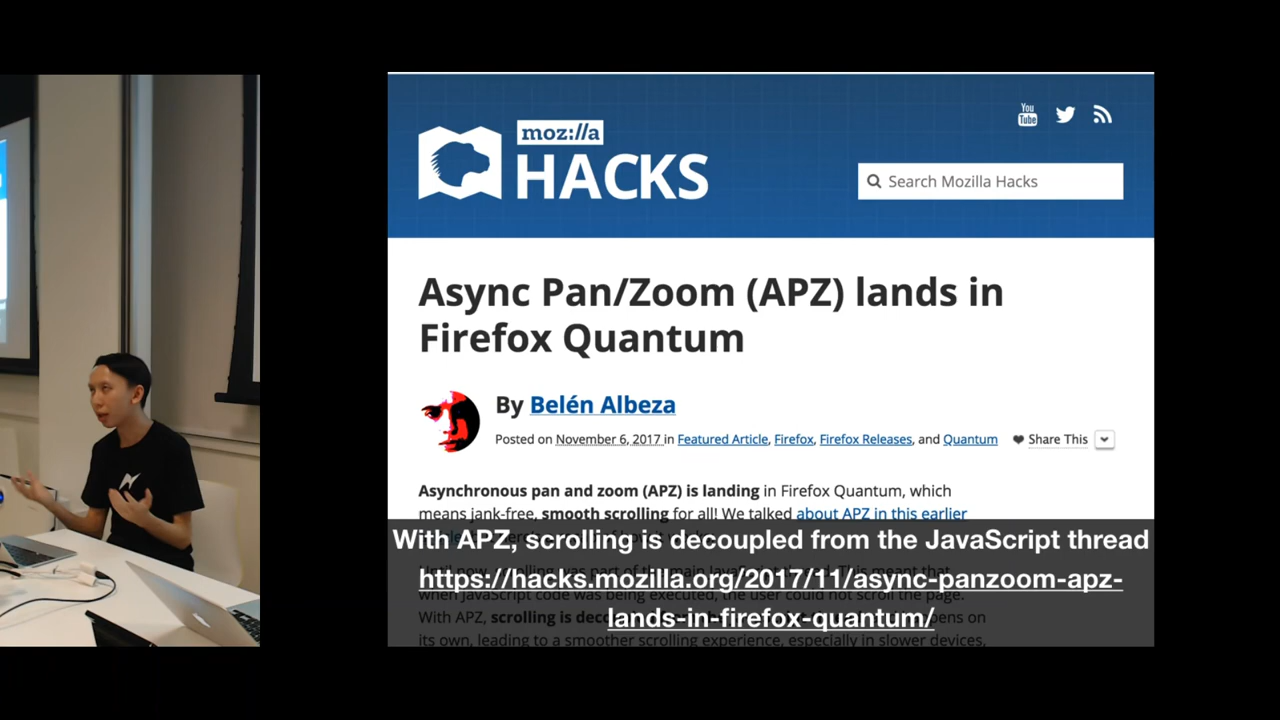 You
Tube
moz://a
HACKS
Search Mozilla Hacks
Async Pan/Zoom (APZ) lands in
Firefox Quantum
By Belén Albeza
Posted on November 6, 2017 in Featured Article, Firefox, Firefox Releases, and Quantum
Share This
Asynchronous pan and zoom (APZ) is landing in Firefox Quantum, which
means jank-free, smooth scrolling for all! We talked about APZ in this earlier
With APZ, scrolling is decoupled from the JavaScript thread
https://hacks.mozilla.org/2017/11/async-panzoom-apz-
lands-in-firefox-quantum/
when JavaScript code was being executed, the user could not scroll the page.
With APZ, scrolling is
on its own, leading to a smoother scrolling experience, especially in slower devices,